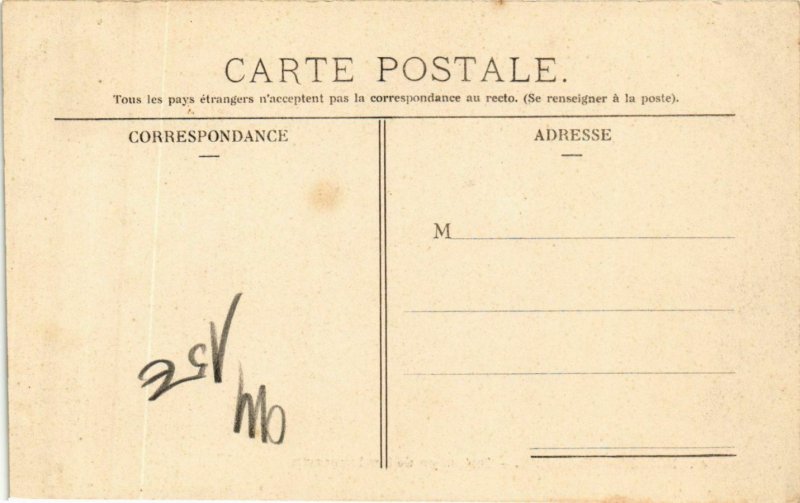 CARTE POSTALE.
Tous les pays étrangers n'acceptent pas la correspondance au recto. (Se renseigner à la poste).
CORRESPONDANCE
ADRESSE
M